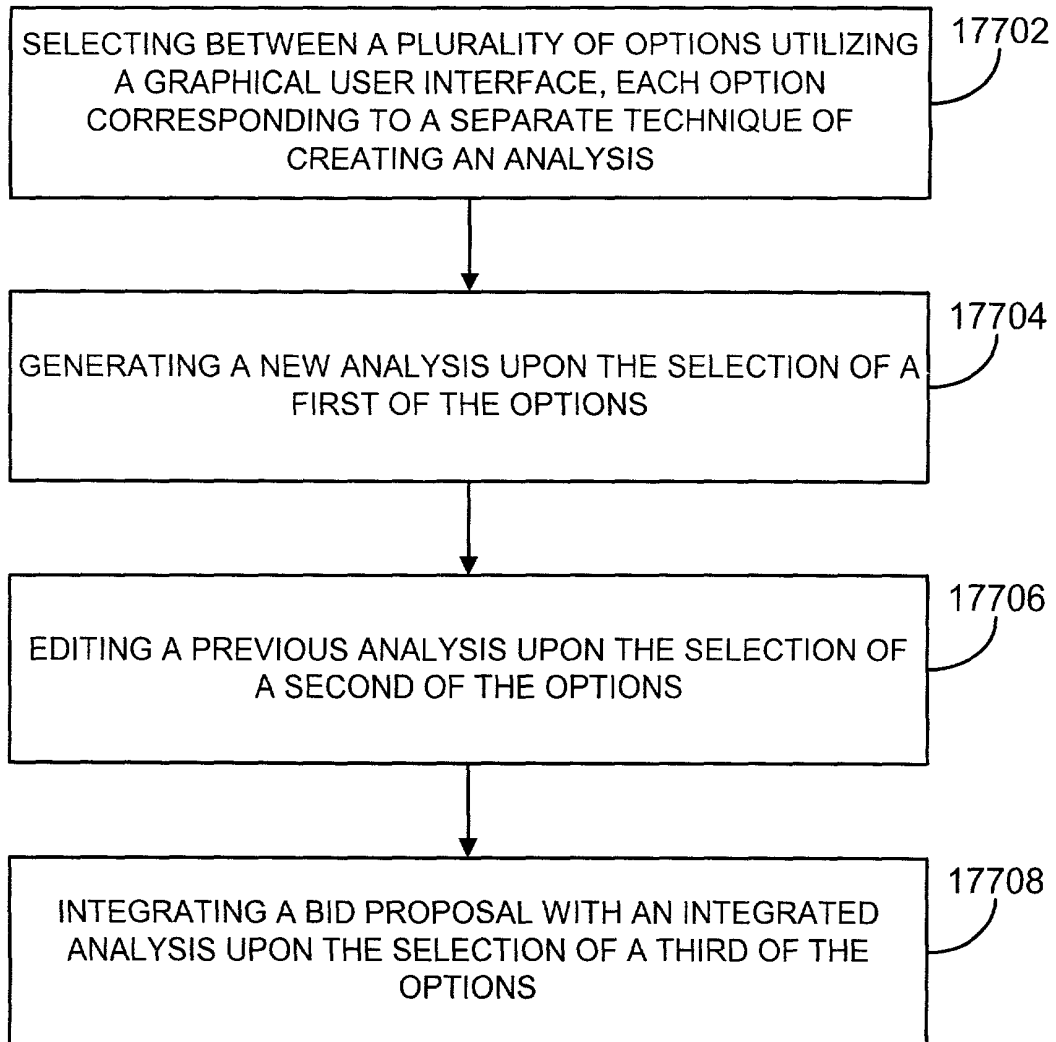 SELECTING BETWEEN A PLURALITY OF OPTIONS UTILIZING
A GRAPHICAL USER INTERFACE, EACH OPTION
CORRESPONDING TO A SEPARATE TECHNIQUE OF
CREATING AN ANALYSIS
17702
GENERATING A NEW ANALYSIS UPON THE SELECTION OF A
FIRST OF THE OPTIONS
17704
EDITING A PREVIOUS ANALYSIS UPON THE SELECTION OF
A SECOND OF THE OPTIONS
17706
INTEGRATING A BID PROPOSAL WITH AN INTEGRATED
ANALYSIS UPON THE SELECTION OF A THIRD OF THE
OPTIONS
17708